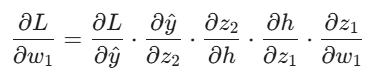 ∂L/∂w₁ = ∂L/∂ŷ · ∂ŷ/∂z₂ · ∂z₂/∂h · ∂h/∂z₁ · ∂z₁/∂w₁